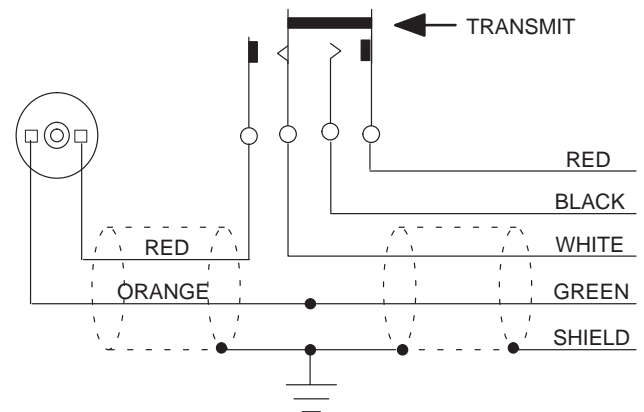 TRANSMIT
RED
BLACK
WHITE
RED
ORANGE
GREEN
SHIELD